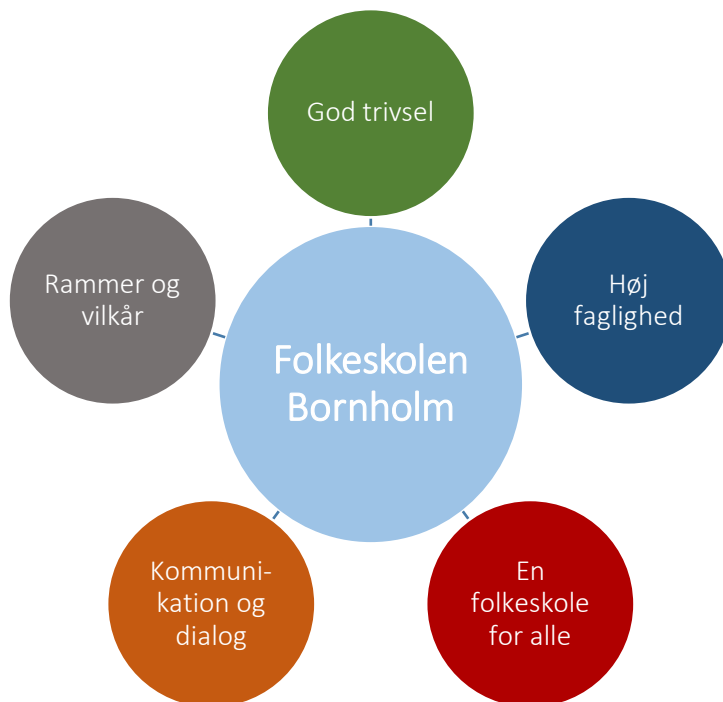 God trivsel
Rammer og
vilkår
Høj
faglighed
Folkeskolen
Bornholm
Kommuni-
kation og
dialog
En
folkeskole
for alle